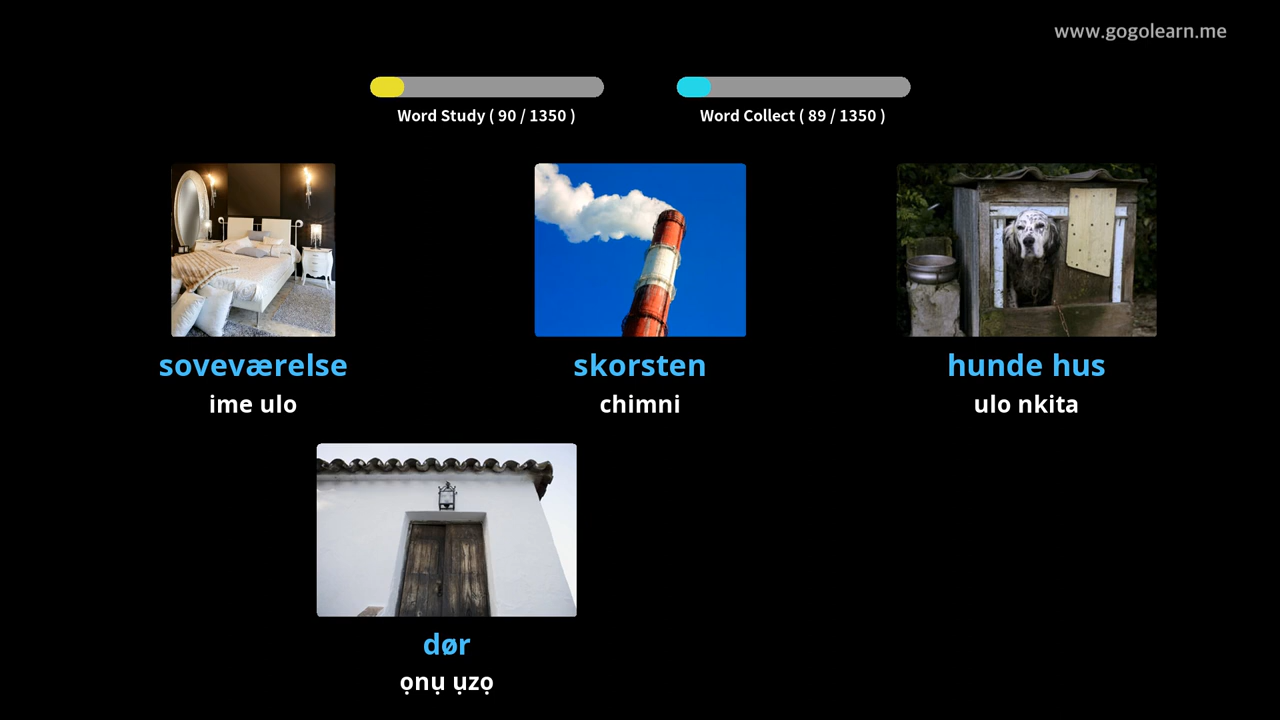 www.gogolearn.me
Word Study ( 90 / 1350 )
Word Collect ( 89 / 1350 )
soveværelse
ime ulo
skorsten
chimni
hunde hus
ulo nkita
dør
ọnụ ụzọ